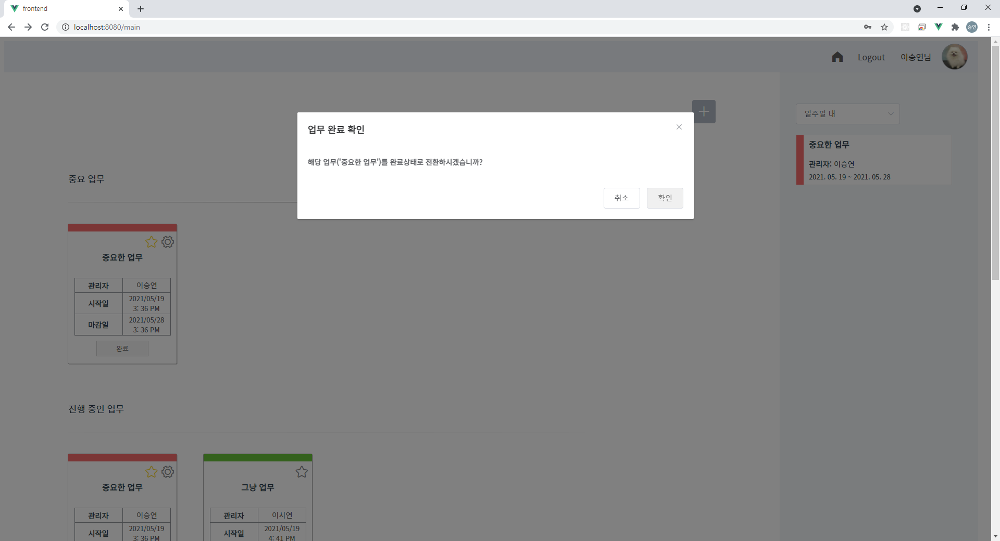 frontend
localhost:8080/main
승연
Logout
이승연님
일주일 내
업무 완료 확인
해당 업무('중요한 업무')를 완료상태로 전환하시겠습니까?
취소
확인
중요한 업무
관리자: 이승연
2021. 05. 19 ~ 2021. 05. 28
중요 업무
중요한 업무
관리자 이승연
시작일 2021/05/19
3: 36 PM
마감일 2021/05/28
3: 36 PM
완료
진행 중인 업무
중요한 업무
관리자 이승연
시작일 2021/05/19
3: 36 PM
그냥 업무
관리자 이시연
시작일 2021/05/19
4: 41 PM